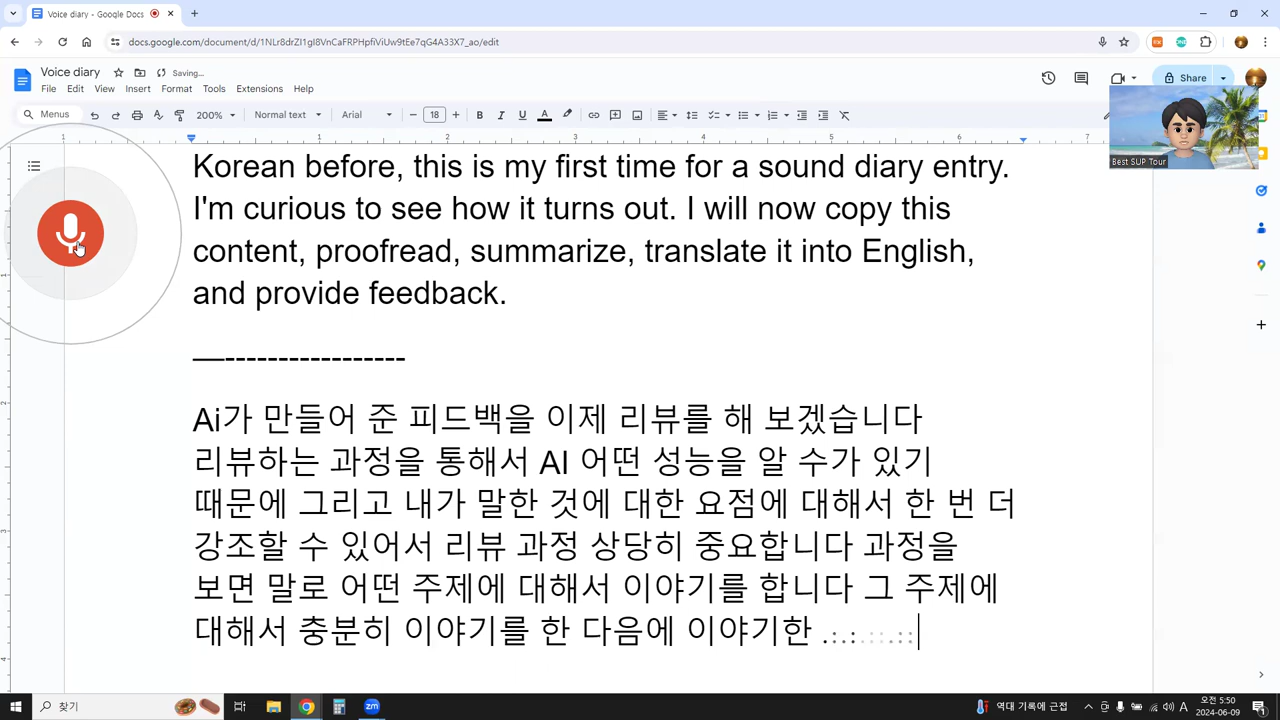 Voice diary - Google Docs
docs.google.com/document/d/1NLr8drZI1gI8VnCaFRPHpfiViUw9tEe7qG4A33X7_ao/edit
Voice diary
Saving...
File Edit View Insert Format Tools Extensions Help
Share
Menus
200%
Normal text
Arial
18
1 1 2 3 4 5 6 7
Best SUP Tour
Korean before, this is my first time for a sound diary entry.
I'm curious to see how it turns out. I will now copy this
content, proofread, summarize, translate it into English,
and provide feedback.
—-----------------
Ai가 만들어 준 피드백을 이제 리뷰를 해 보겠습니다
리뷰하는 과정을 통해서 AI 어떤 성능을 알 수가 있기
때문에 그리고 내가 말한 것에 대한 요점에 대해서 한 번 더
강조할 수 있어서 리뷰 과정 상당히 중요합니다 과정을
보면 말로 어떤 주제에 대해서 이야기를 합니다 그 주제에
대해서 충분히 이야기를 한 다음에 이야기한
찾기
역대 기록에 근접
A
오전 5:50
2024-06-09